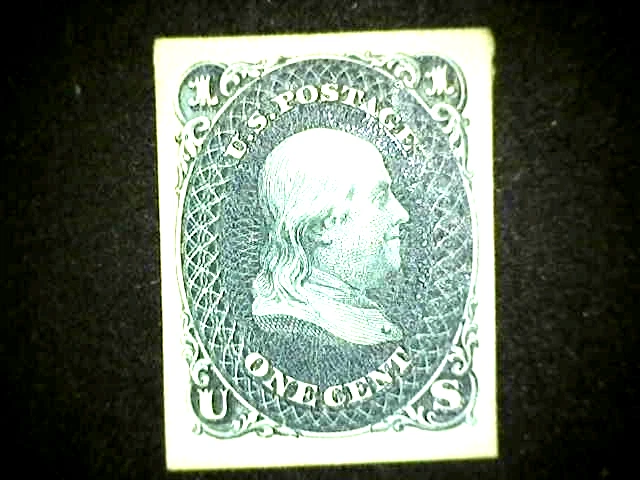 1 1
U.S. POSTAGE
ONE CENT
U S